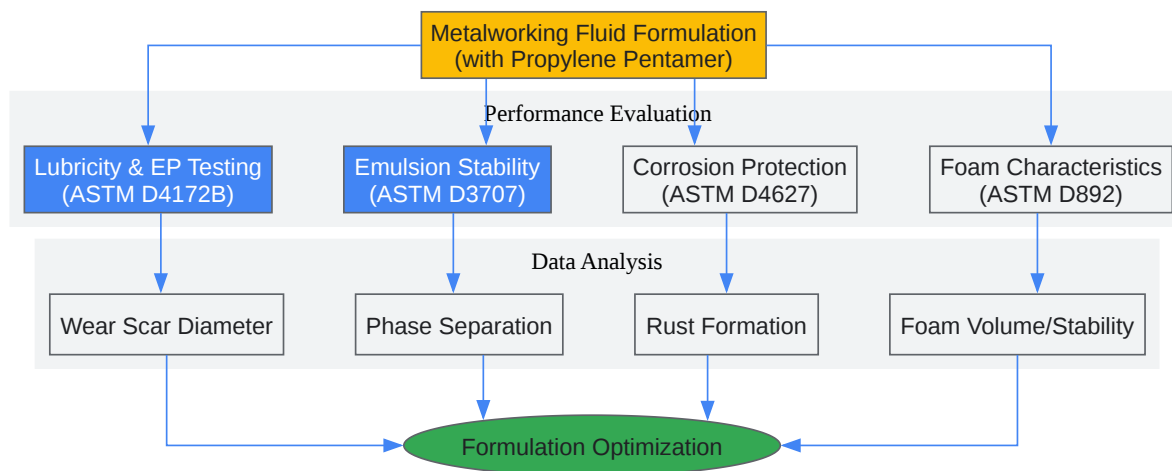 Metalworking Fluid Formulation
(with Propylene Pentamer)
Performance Evaluation
Lubricity & EP Testing
(ASTM D4172B)
Emulsion Stability
(ASTM D3707)
Corrosion Protection
(ASTM D4627)
Foam Characteristics
(ASTM D892)
Data Analysis
Wear Scar Diameter
Phase Separation
Rust Formation
Foam Volume/Stability
Formulation Optimization